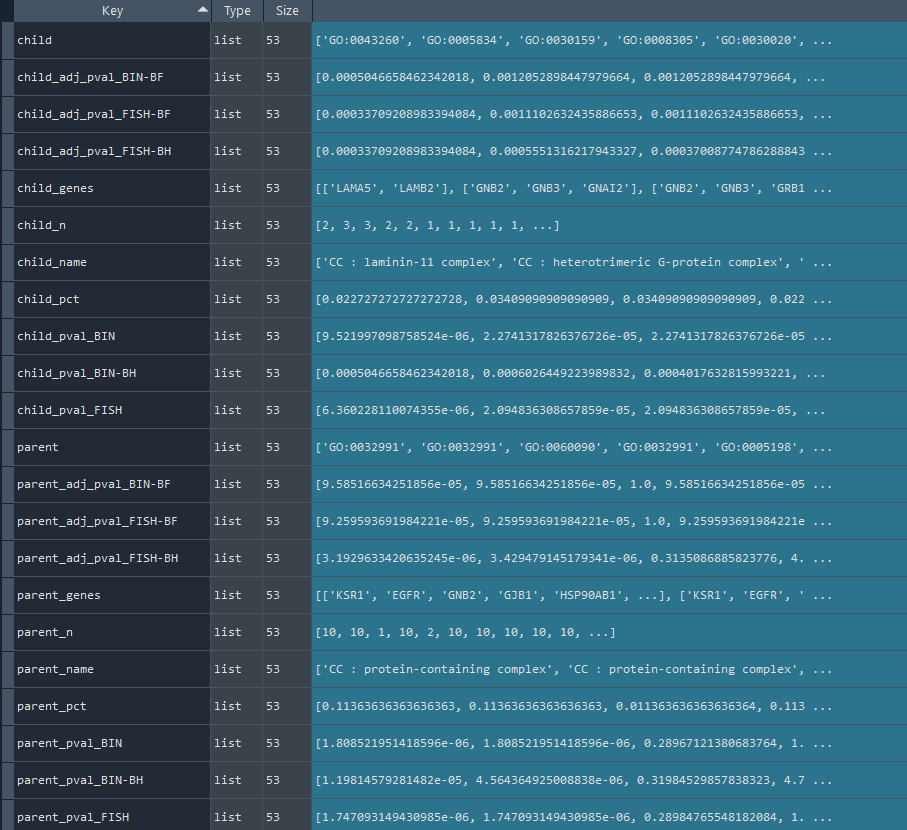 Key Type Size
child list 53 ['GO:0043260', 'GO:0005834', 'GO:0030159', 'GO:0008305', 'GO:0030020', ...
child_adj_pval_BIN-BF list 53 [0.0005046658462342018, 0.0012052898447979664, 0.0012052898447979664, ...
child_adj_pval_FISH-BF list 53 [0.00033709208983394084, 0.0011102632435886653, 0.0011102632435886653, ...
child_adj_pval_FISH-BH list 53 [0.00033709208983394084, 0.0005551316217943327, 0.00037008774786288843 ...
child_genes list 53 [['LAMA5', 'LAMB2'], ['GNB2', 'GNB3', 'GNAI2'], ['GNB2', 'GNB3', 'GRB1 ...
child_n list 53 [2, 3, 3, 2, 2, 1, 1, 1, 1, 1, ...]
child_name list 53 ['CC : laminin-11 complex', 'CC : heterotrimeric G-protein complex', ' ...
child_pct list 53 [0.022727272727272728, 0.03409090909090909, 0.03409090909090909, 0.022 ...
child_pval_BIN list 53 [9.521997098758524e-06, 2.2741317826376726e-05, 2.2741317826376726e-05 ...
child_pval_BIN-BH list 53 [0.0005046658462342018, 0.0006026449223989832, 0.0004017632815993221, ...
child_pval_FISH list 53 [6.360228110074355e-06, 2.094836308657859e-05, 2.094836308657859e-05, ...
parent list 53 ['GO:0032991', 'GO:0032991', 'GO:0060090', 'GO:0032991', 'GO:0005198', ...
parent_adj_pval_BIN-BF list 53 [9.58516634251856e-05, 9.58516634251856e-05, 1.0, 9.58516634251856e-05 ...
parent_adj_pval_FISH-BF list 53 [9.259593691984221e-05, 9.259593691984221e-05, 1.0, 9.259593691984221e ...
parent_adj_pval_FISH-BH list 53 [3.1929633420635245e-06, 3.429479145179341e-06, 0.3135086885823776, 4. ...
parent_genes list 53 [['KSR1', 'EGFR', 'GNB2', 'GJB1', 'HSP90AB1', ...], ['KSR1', 'EGFR', ' ...
parent_n list 53 [10, 10, 1, 10, 2, 10, 10, 10, 10, 10, ...]
parent_name list 53 ['CC : protein-containing complex', 'CC : protein-containing complex', ...
parent_pct list 53 [0.11363636363636363, 0.11363636363636363, 0.011363636363636364, 0.113 ...
parent_pval_BIN list 53 [1.808521951418596e-06, 1.808521951418596e-06, 0.28967121380683764, 1. ...
parent_pval_BIN-BH list 53 [1.19814579281482e-05, 4.564364925008838e-06, 0.31984529857838323, 4.7 ...
parent_pval_FISH list 53 [1.747093149430985e-06, 1.747093149430985e-06, 0.28984765548182084, 1. ...